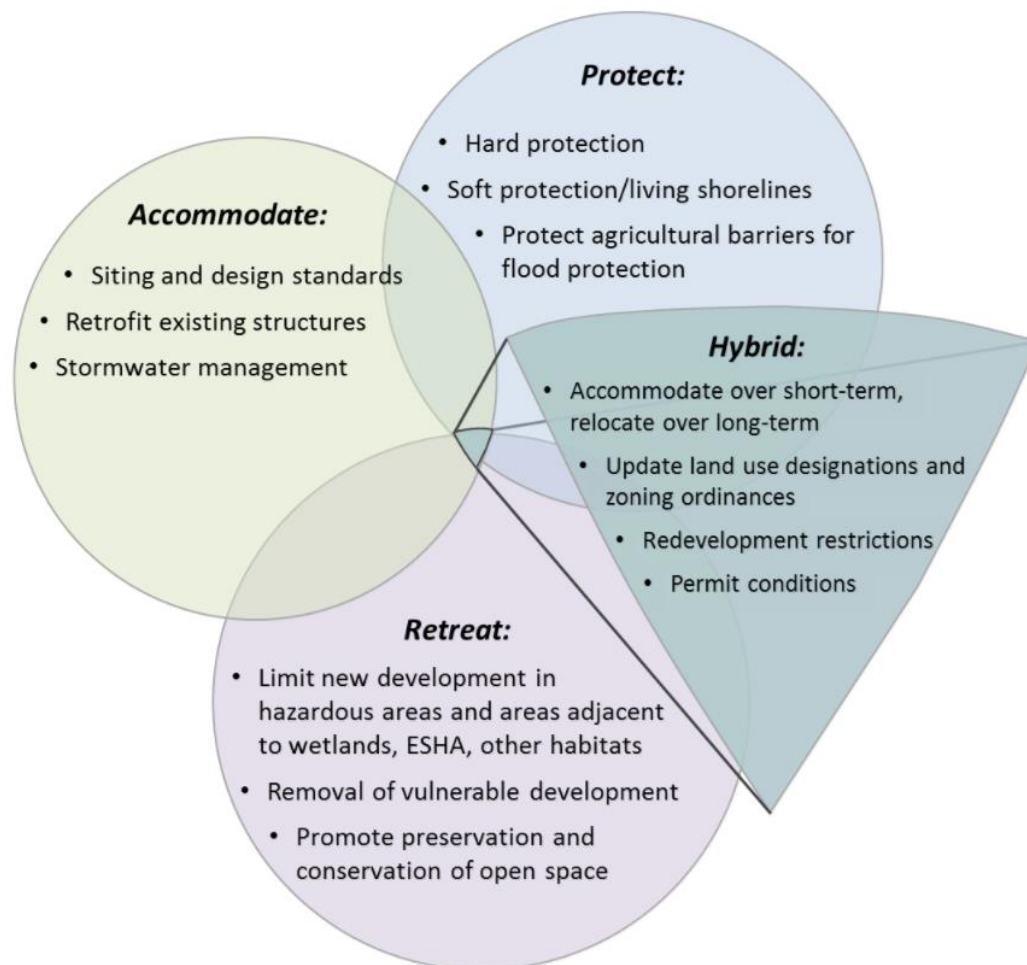 Protect:
• Hard protection
• Soft protection/living shorelines
• Protect agricultural barriers for
flood protection
Accommodate:
• Siting and design standards
• Retrofit existing structures
• Stormwater management
Hybrid:
• Accommodate over short-term,
relocate over long-term
• Update land use designations and
zoning ordinances
• Redevelopment restrictions
• Permit conditions
Retreat:
• Limit new development in
hazardous areas and areas adjacent
to wetlands, ESHA, other habitats
• Removal of vulnerable development
• Promote preservation and
conservation of open space